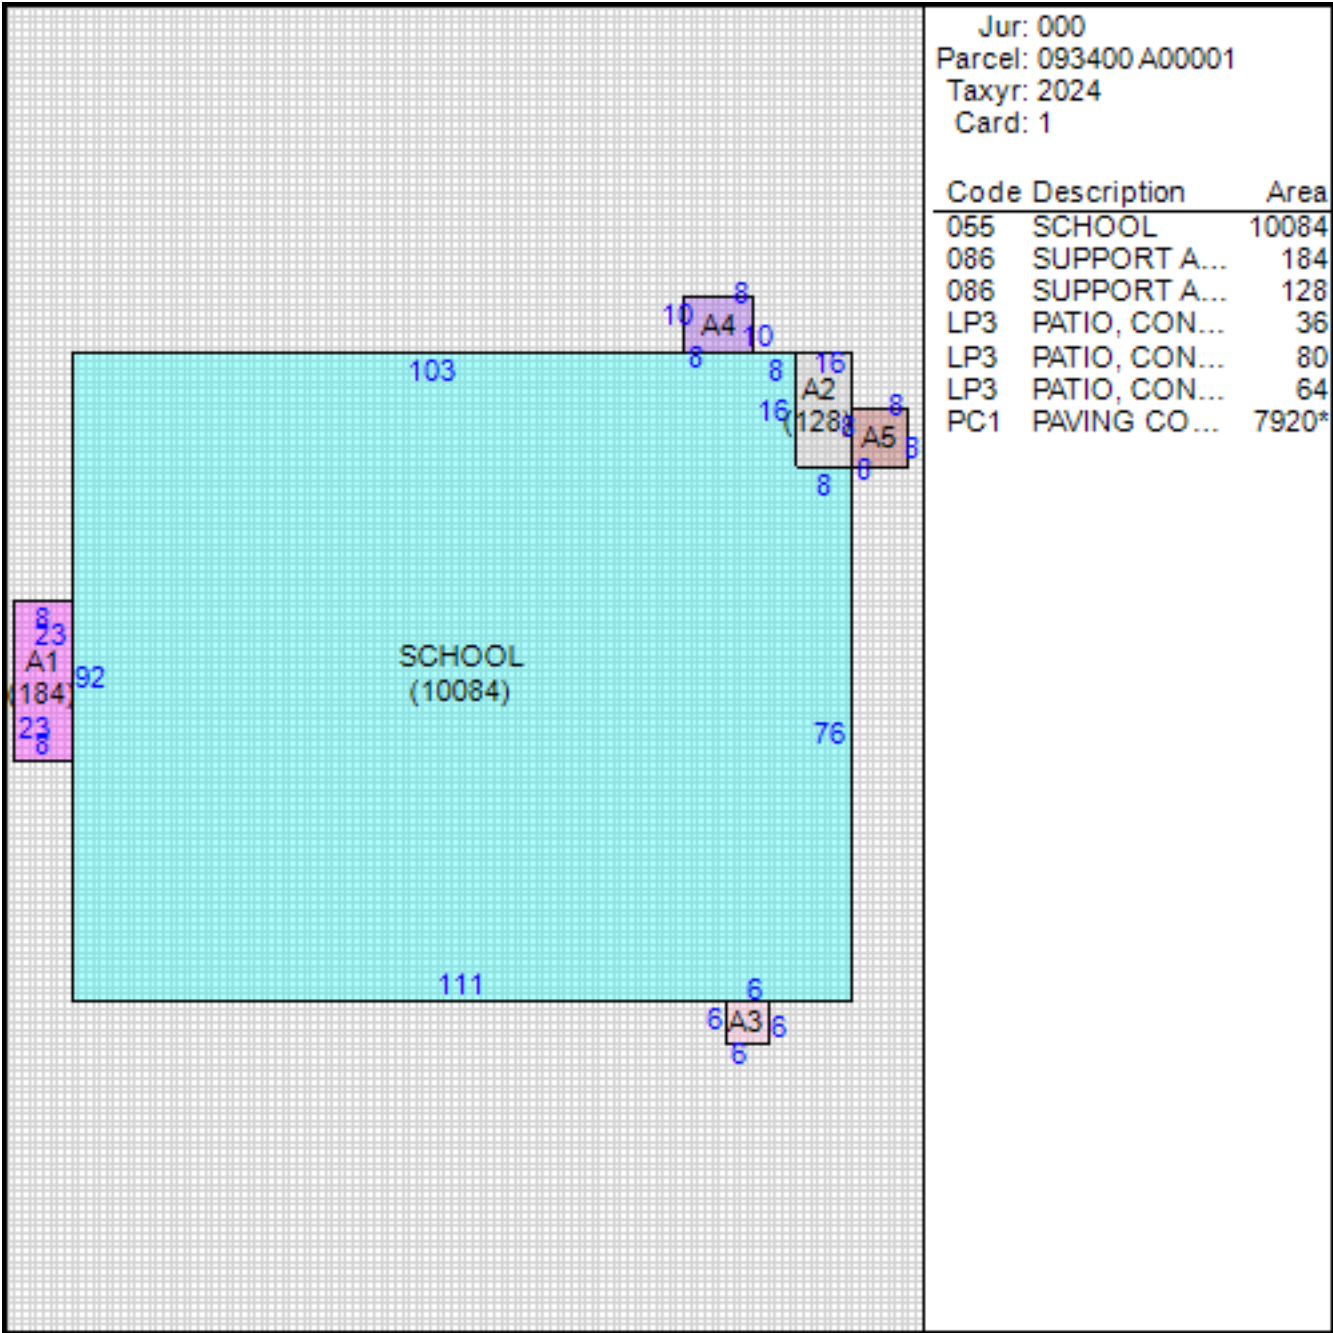 Jur: 000
Parcel: 093400 A00001
Taxyr: 2024
Card: 1
Code Description Area
055 SCHOOL 10084
086 SUPPORT A... 184
086 SUPPORT A... 128
LP3 PATIO, CON... 36
LP3 PATIO, CON... 80
LP3 PATIO, CON... 64
PC1 PAVING CO... 7920*
8
10 A4 10
8
103 8 16
A2
16 (128) 8 A5 8
8
8
8
8
23
A1
(184) 92
23
8
SCHOOL
(10084)
76
111
6
6 A3 6
6